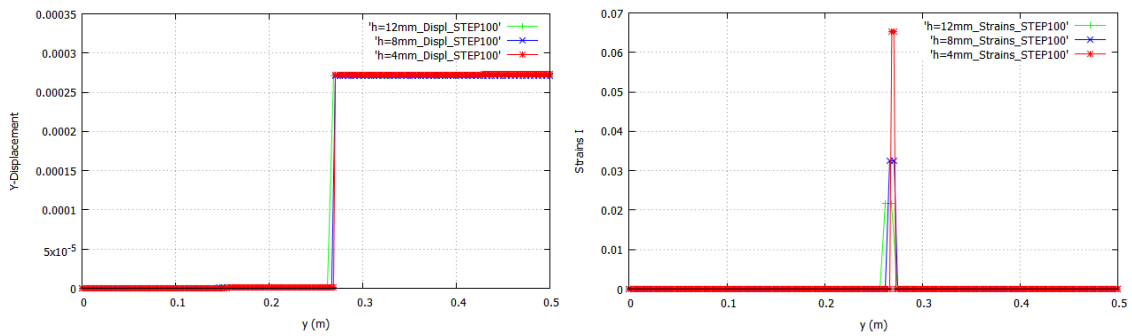 0.00035
0.0003
0.00025
0.0002
0.00015
0.0001
5x10^-5
0
Y-Displacement
'h=12mm_Displ_STEP100'
'h=8mm_Displ_STEP100'
'h=4mm_Displ_STEP100'
0 0.1 0.2 0.3 0.4 0.5
y (m)
0.07
0.06
0.05
0.04
0.03
0.02
0.01
0
Strains I
'h=12mm_Strains_STEP100'
'h=8mm_Strains_STEP100'
'h=4mm_Strains_STEP100'
0 0.1 0.2 0.3 0.4 0.5
y (m)